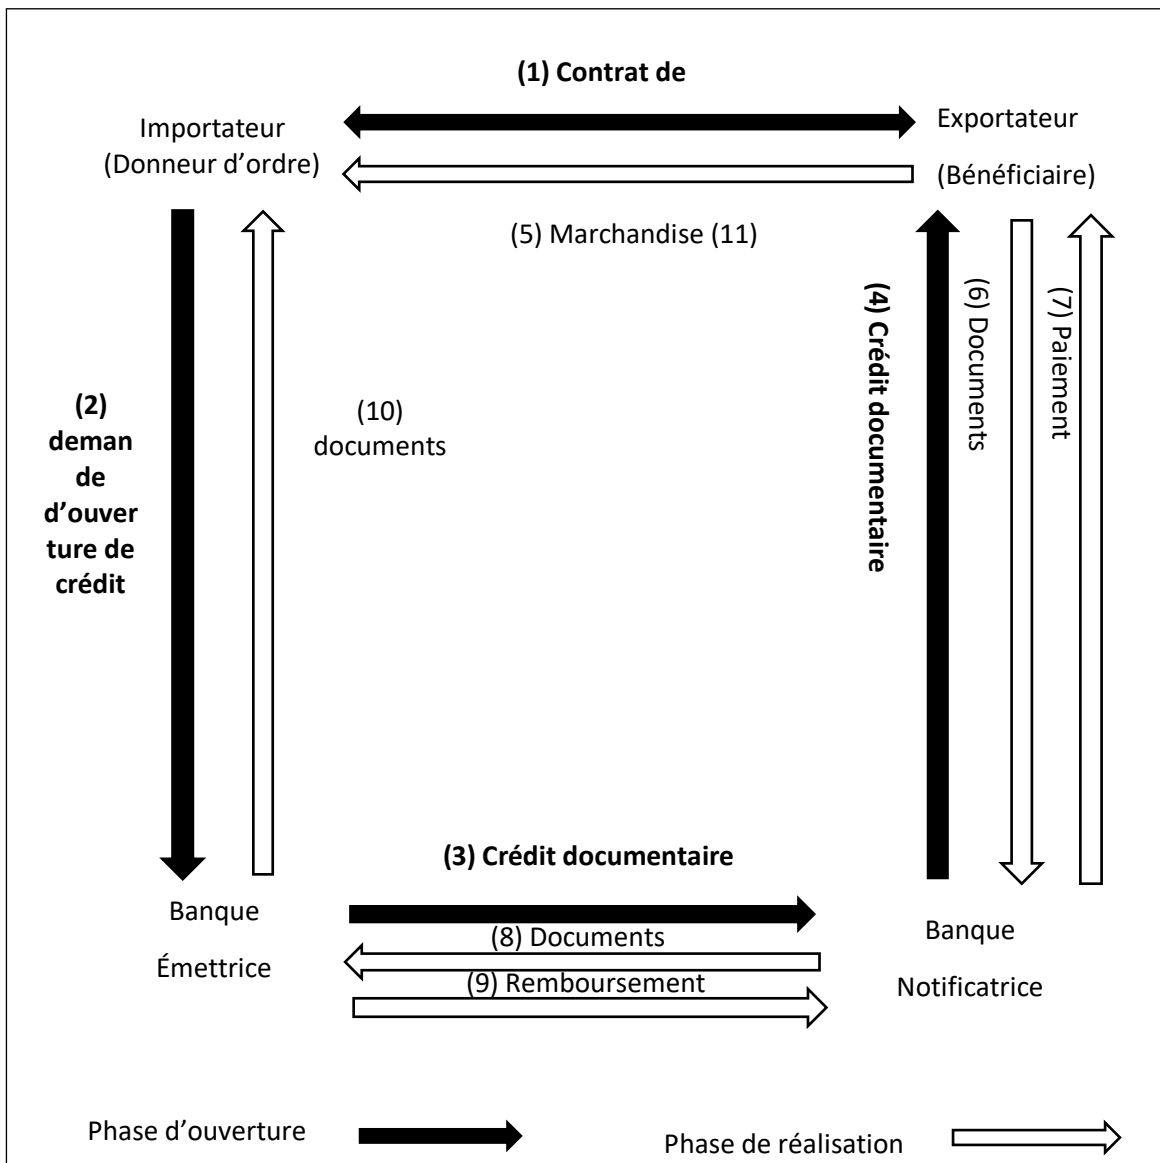 (1) Contrat de
Importateur
(Donneur d’ordre)
Exportateur
(Bénéficiaire)
(5) Marchandise (11)
(2)
deman
de
d’ouver
ture de
crédit
(10)
documents
(4) Crédit documentaire
(6) Documents
(7) Paiement
(3) Crédit documentaire
Banque
Émettrice
(8) Documents
(9) Remboursement
Banque
Notificatrice
Phase d’ouverture
Phase de réalisation